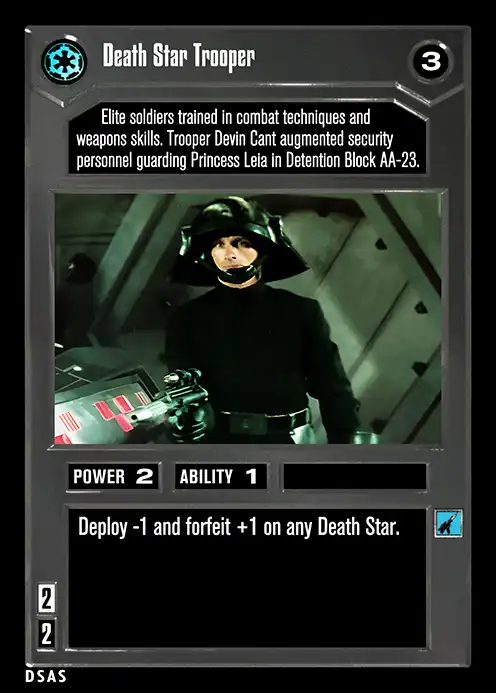 Death Star Trooper
3
Elite soldiers trained in combat techniques and
weapons skills. Trooper Devin Cant augmented security
personnel guarding Princess Leia in Detention Block AA-23.
POWER 2 ABILITY 1
Deploy -1 and forfeit +1 on any Death Star.
2
2
DSAS